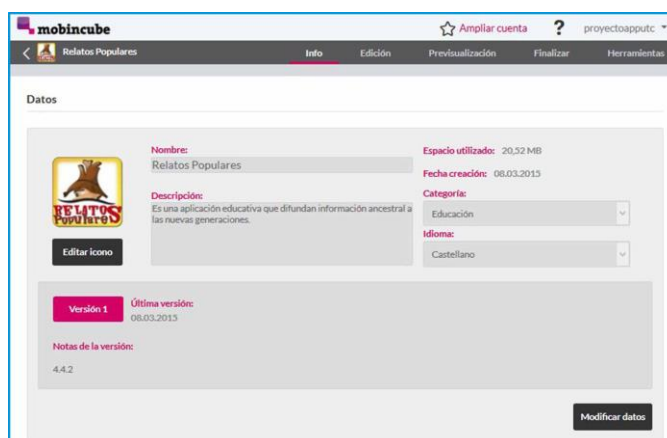 mobincube
Ampliar cuenta ? proyectoapputc
Relatos Populares Info Edición Previsualización Finalizar Herramientas
Datos
RELATOS
Populares
Editar icono
Nombre:
Relatos Populares
Descripción:
Es una aplicación educativa que difundan información ancestral a
las nuevas generaciones.
Espacio utilizado: 20,52 MB
Fecha creación: 08.03.2015
Categoría:
Educación
Idioma:
Castellano
Versión 1
Última versión:
08.03.2015
Notas de la versión:
4.4.2
Modificar datos